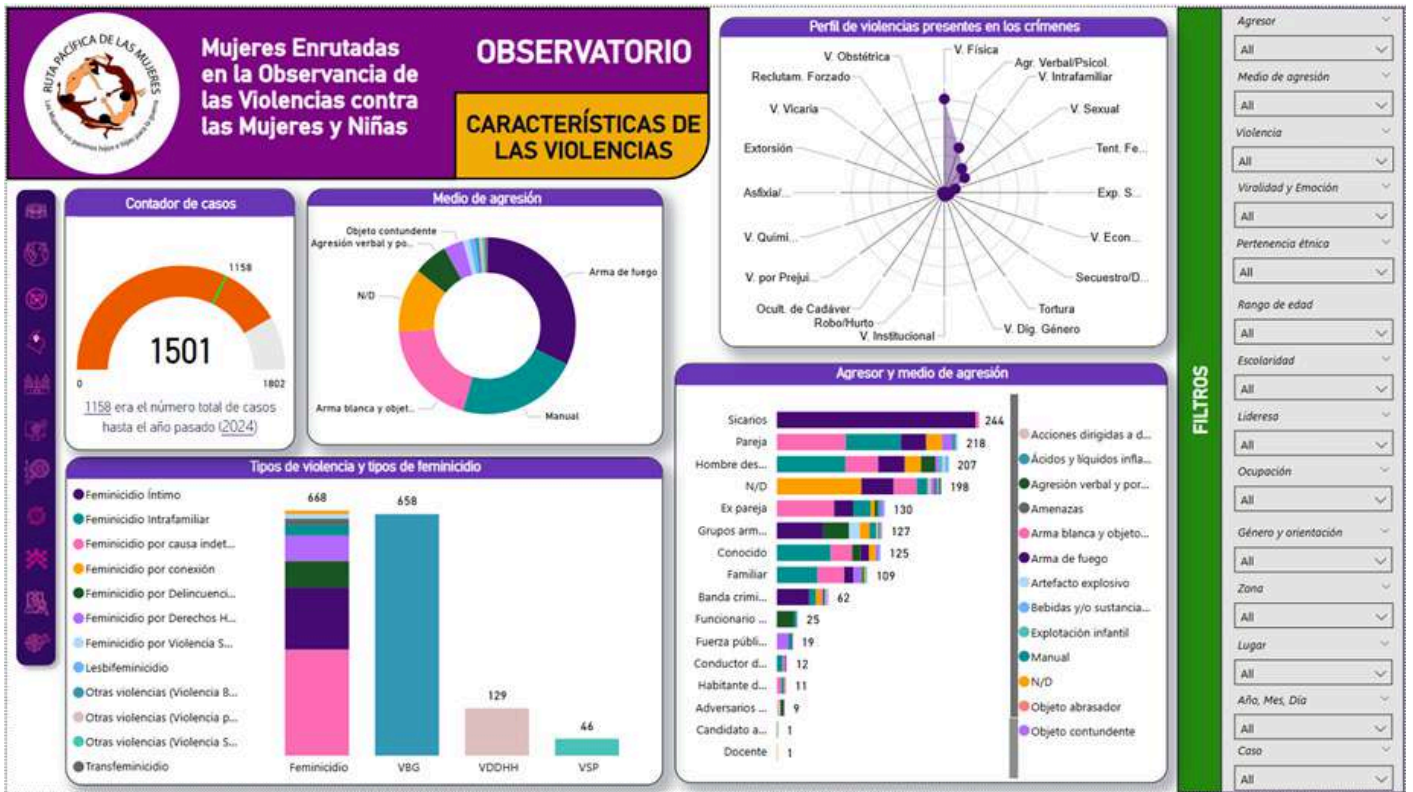 RUTA PACÍFICA DE LAS MUJERES
Mujeres Enrutadas
en la Observancia de
las Violencias contra
las Mujeres y Niñas
OBSERVATORIO
CARACTERÍSTICAS DE
LAS VIOLENCIAS
Contador de casos
1158
1501
0
1802
1158 era el número total de casos
hasta el año pasado (2024)
Medio de agresión
Objeto contundente
Agresión verbal y po...
N/D
Arma blanca y objet...
Arma de fuego
Manual
Perfil de violencias presentes en los crímenes
V. Física
Agr. Verbal/Psicol.
V. Intrafamiliar
V. Sexual
Tent. Fe...
Exp. S...
V. Econ...
Secuestro/D...
Tortura
V. Dig. Género
V. Institucional
Robo/Hurto
Ocult. de Cadáver
V. por Prejui...
V. Quími...
Asfixia/...
Extorsión
V. Vicaria
Reclutam. Forzado
V. Obstétrica
Tipos de violencia y tipos de feminicidio
Feminicidio Íntimo
Feminicidio Intrafamiliar
Feminicidio por causa indet...
Feminicidio por conexión
Feminicidio por Delincuenci...
Feminicidio por Derechos H...
Feminicidio por Violencia S...
Lesbifeminicidio
Otras violencias (Violencia B...
Otras violencias (Violencia p...
Otras violencias (Violencia S...
Transfeminicidio
668
658
129
46
Feminicidio
VBG
VDDHH
VSP
Agresor y medio de agresión
Sicarios 244
Pareja 218
Hombre des... 207
N/D 198
Ex pareja 130
Grupos arm... 127
Conocido 125
Familiar 109
Banda crimi... 62
Funcionario ... 25
Fuerza públi... 19
Conductor d... 12
Habitante d... 11
Adversarios ... 9
Candidato a... 1
Docente 1
Acciones dirigidas a d...
Ácidos y líquidos infla...
Agresión verbal y por...
Amenazas
Arma blanca y objeto...
Arma de fuego
Artefacto explosivo
Bebidas y/o sustancia...
Explotación infantil
Manual
N/D
Objeto abrasador
Objeto contundente
FILTROS
Agresor
All
Medio de agresión
All
Violencia
All
Viralidad y Emoción
All
Pertenencia étnica
All
Rango de edad
All
Escolaridad
All
Lideresa
All
Ocupación
All
Género y orientación
All
Zona
All
Lugar
All
Año, Mes, Día
All
Caso
All